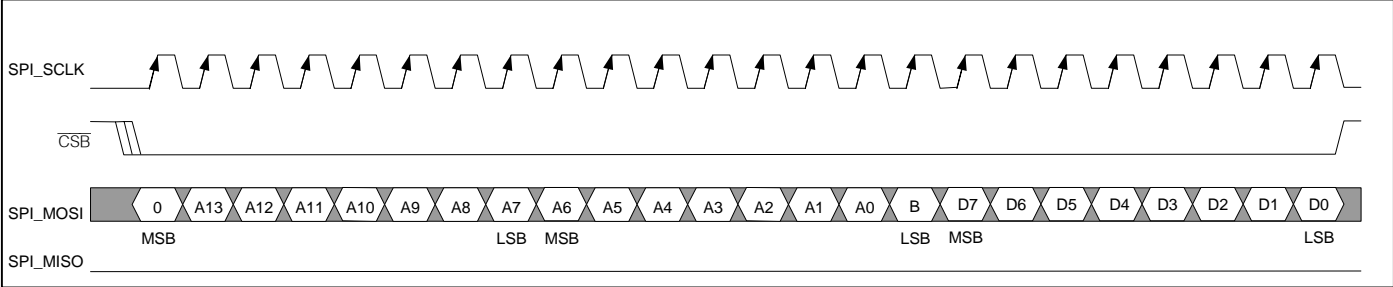 SPI_SCLK
CSB
SPI_MOSI 0 A13 A12 A11 A10 A9 A8 A7 A6 A5 A4 A3 A2 A1 A0 B D7 D6 D5 D4 D3 D2 D1 D0
MSB LSB MSB LSB MSB LSB
SPI_MISO